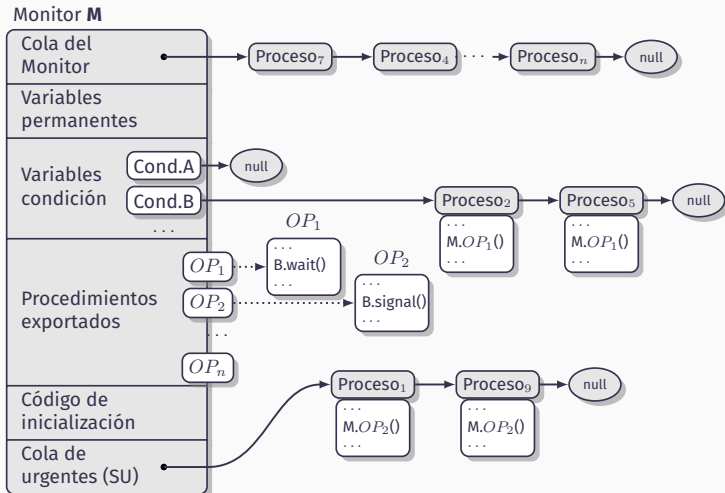 Monitor M
Cola del
Monitor
Proceso₇
Proceso₄
...
Procesoₙ
null
Variables
permanentes
Variables
condición
Cond.A
null
Cond.B
...
Proceso₂
...
M.OP₁()
...
Proceso₅
...
M.OP₁()
...
null
Procedimientos
exportados
OP₁
OP₂
...
OPₙ
OP₁
...
B.wait()
...
OP₂
...
B.signal()
...
Código de
inicialización
Cola de
urgentes (SU)
Proceso₁
...
M.OP₂()
...
Proceso₉
...
M.OP₂()
...
null